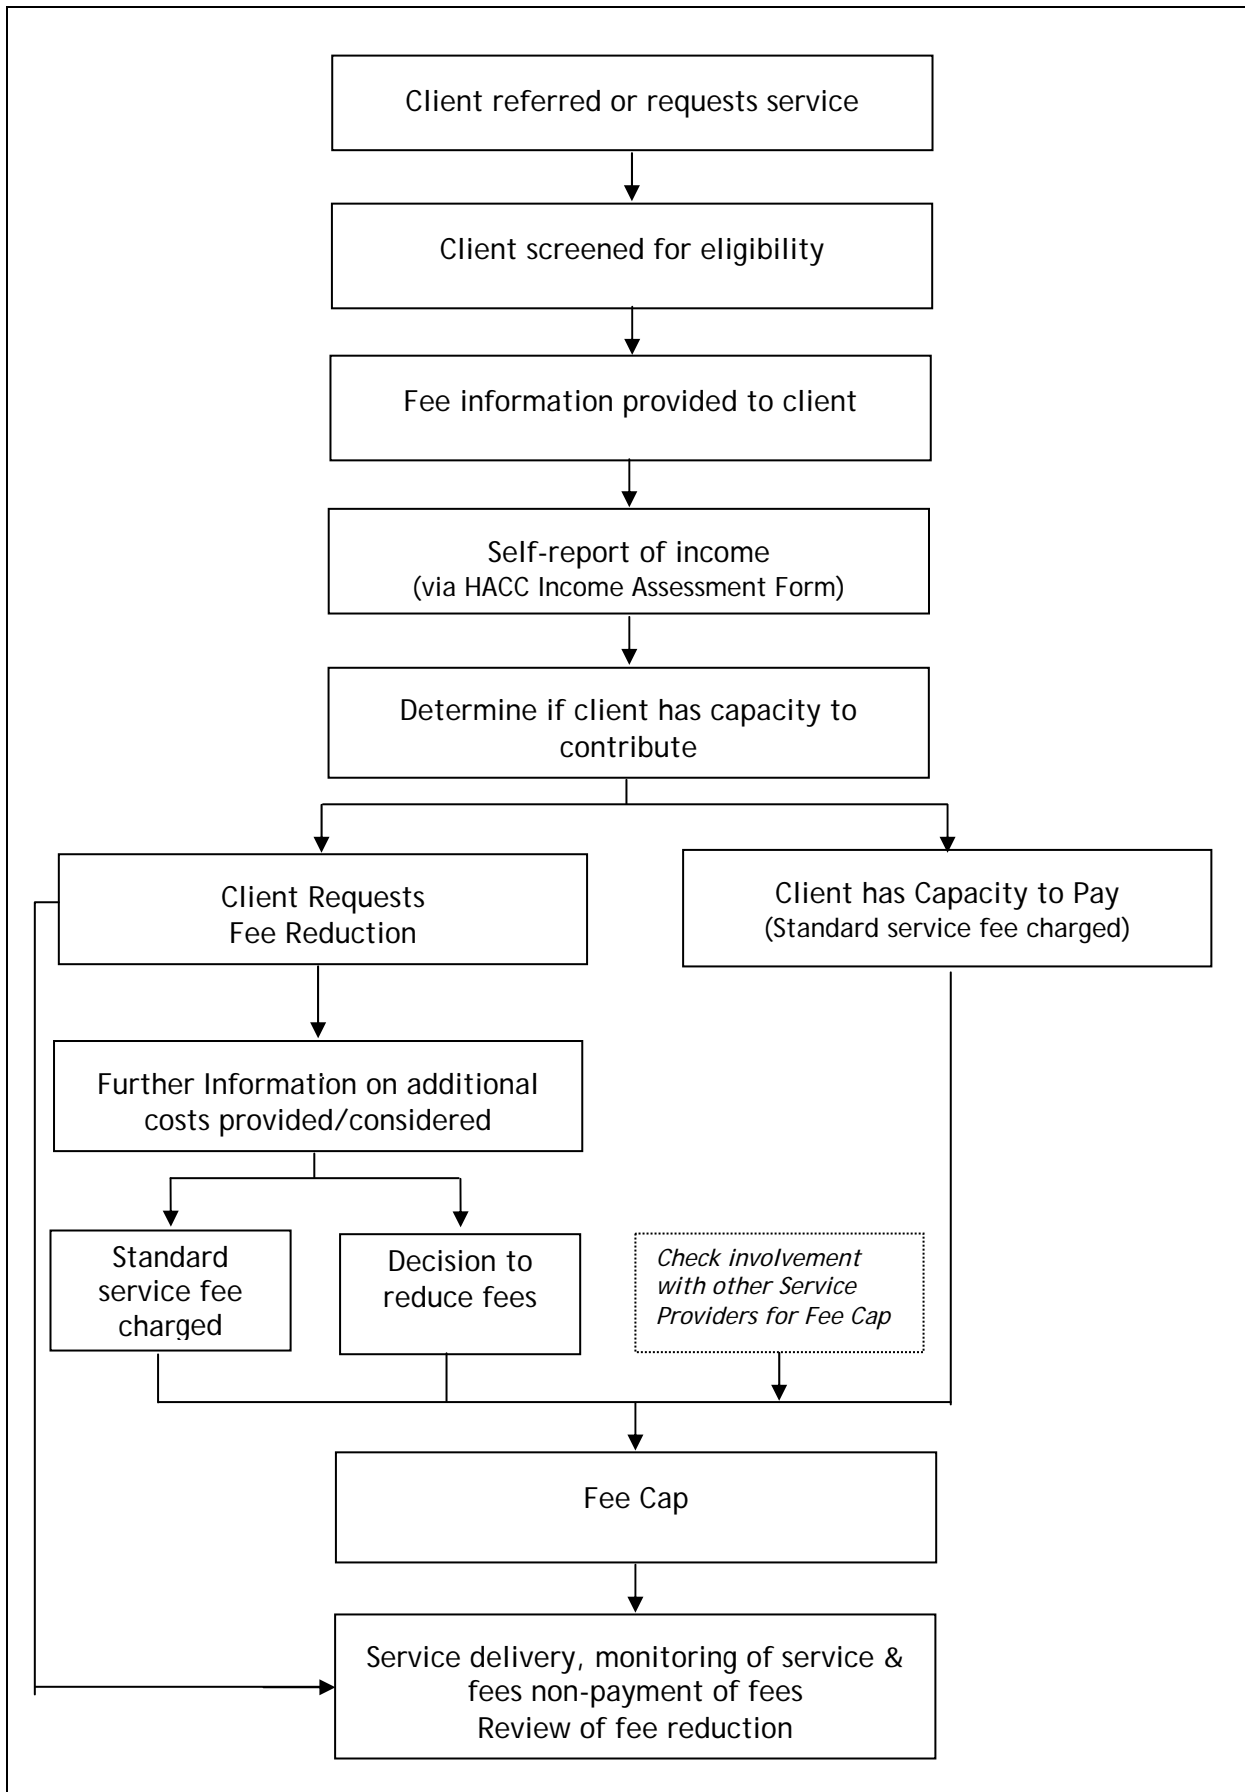 Client referred or requests service
Client screened for eligibility
Fee information provided to client
Self-report of income
(via HACC Income Assessment Form)
Determine if client has capacity to
contribute
Client Requests
Fee Reduction
Client has Capacity to Pay
(Standard service fee charged)
Further Information on additional
costs provided/considered
Standard
service fee
charged
Decision to
reduce fees
Check involvement
with other Service
Providers for Fee Cap
Fee Cap
Service delivery, monitoring of service &
fees non-payment of fees
Review of fee reduction